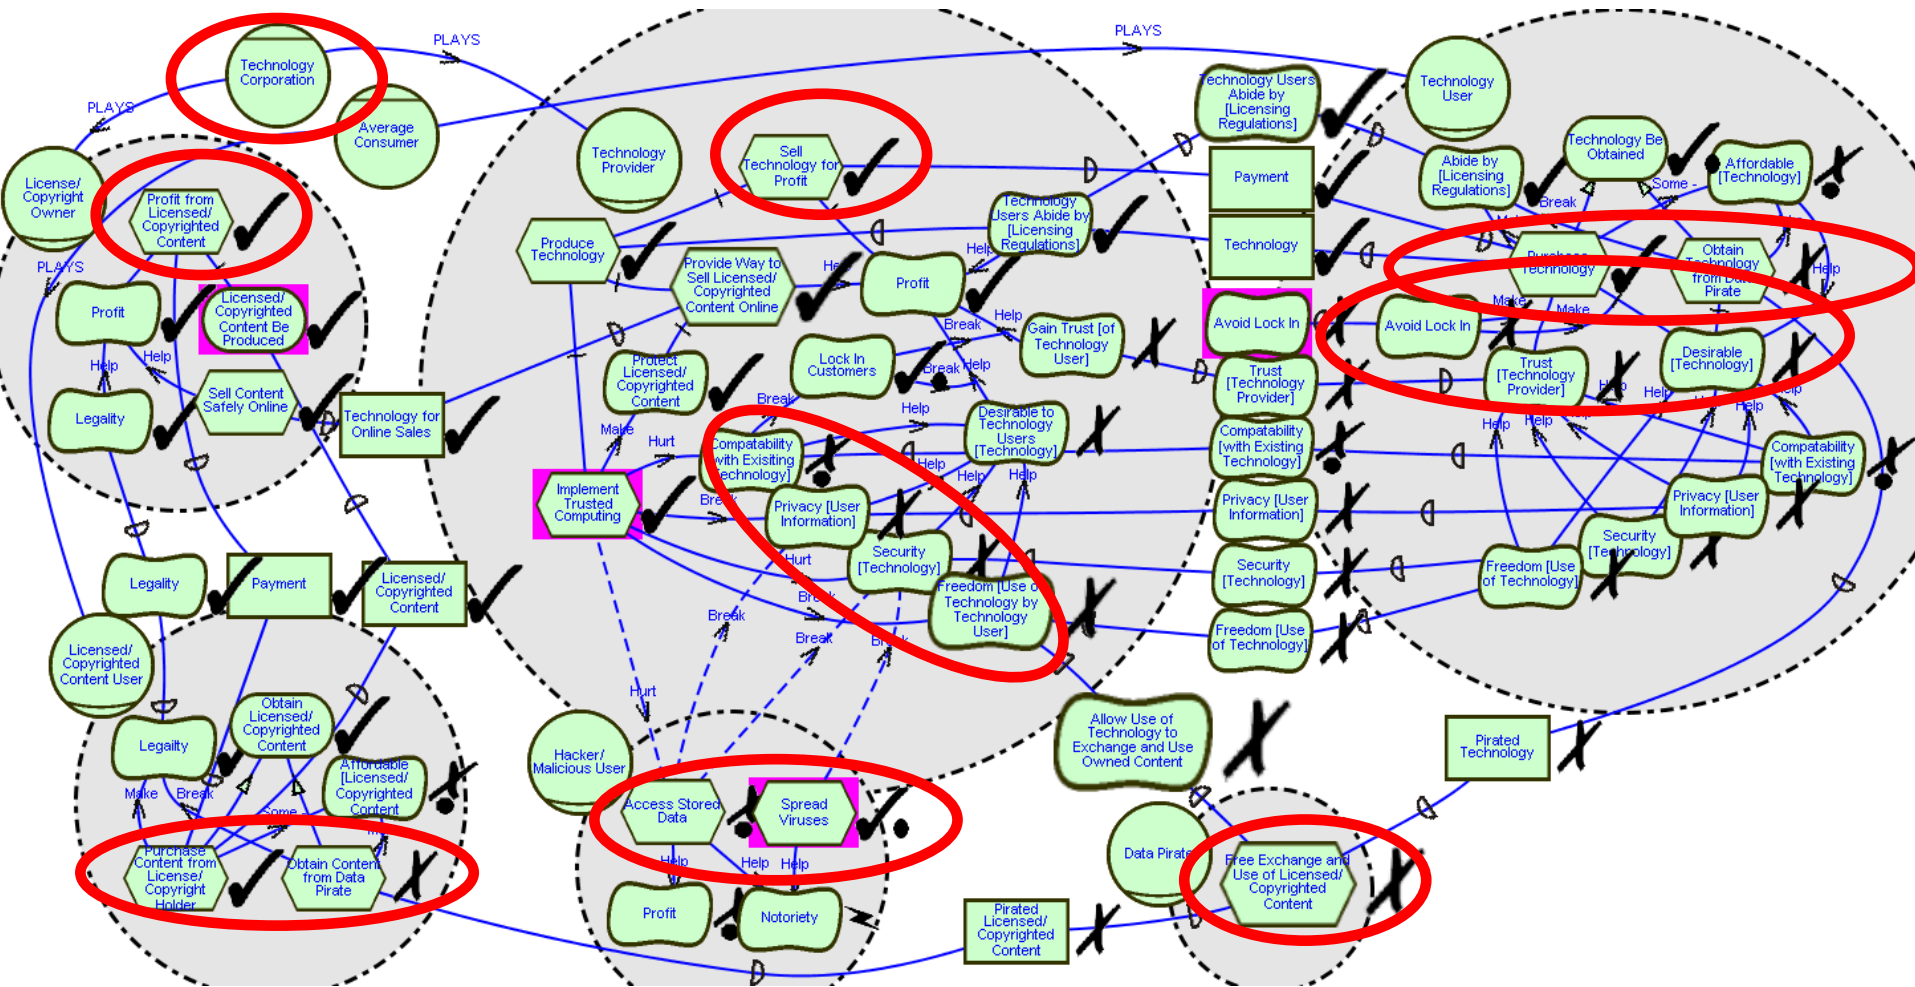 PLAYS
PLAYS
Technology
Corporation
PLAYS
Average
Consumer
License/
Copyright
Owner
Profit from
Licensed/
Copyrighted
Content
PLAYS
Profit
Licensed/
Copyrighted
Content Be
Produced
Help
Help
Sell Content
Safely Online
Legality
Technology for
Online Sales
Technology
Provider
Sell
Technology for
Profit
Produce
Technology
Provide Way to
Sell Licensed/
Copyrighted
Content Online
Technology
Users Abide by
[Licensing
Regulations]
Help
Help
Profit
Break
Help
Gain Trust [of
Technology
User]
Lock In
Customers
Break
Help
Protect
Licensed/
Copyrighted
Content
Break
Help
Make
Hurt
Compatability
[with Exisiting
Technology]
Desirable to
Technology
Users
[Technology]
Help
Help
Help
Implement
Trusted
Computing
Break
Privacy [User
Information]
Hurt
Security
[Technology]
Break
Freedom [Use of
Technology by
Technology
User]
Break
Break
Break
Hurt
Technology Users
Abide by
[Licensing
Regulations]
Payment
Technology
Avoid Lock In
Trust
[Technology
Provider]
Compatability
[with Existing
Technology]
Privacy [User
Information]
Security
[Technology]
Freedom [Use
of Technology]
Technology
User
Technology Be
Obtained
Affordable
[Technology]
Abide by
[Licensing
Regulations]
Some -
Break
Purchase
Technology
Obtain
Technology
from Data
Pirate
Help
Make
Make
Avoid Lock In
Trust
[Technology
Provider]
Desirable
[Technology]
Help
Help
Help
Help
Help
Help
Compatability
[with Existing
Technology]
Privacy [User
Information]
Security
[Technology]
Freedom [Use
of Technology]
Legality
Payment
Licensed/
Copyrighted
Content
Licensed/
Copyrighted
Content User
Obtain
Licensed/
Copyrighted
Content
Legailty
Affordable
[Licensed/
Copyrighted
Content
Make
Break
Some -
Purchase
Content from
License/
Copyright
Holder
Obtain Content
from Data
Pirate
Hacker/
Malicious User
Access Stored
Data
Spread
Viruses
Help
Help
Help
Profit
Notoriety
Allow Use of
Technology to
Exchange and Use
Owned Content
Pirated
Technology
Data Pirate
Free Exchange and
Use of Licensed/
Copyrighted
Content
Pirated
Licensed/
Copyrighted
Content